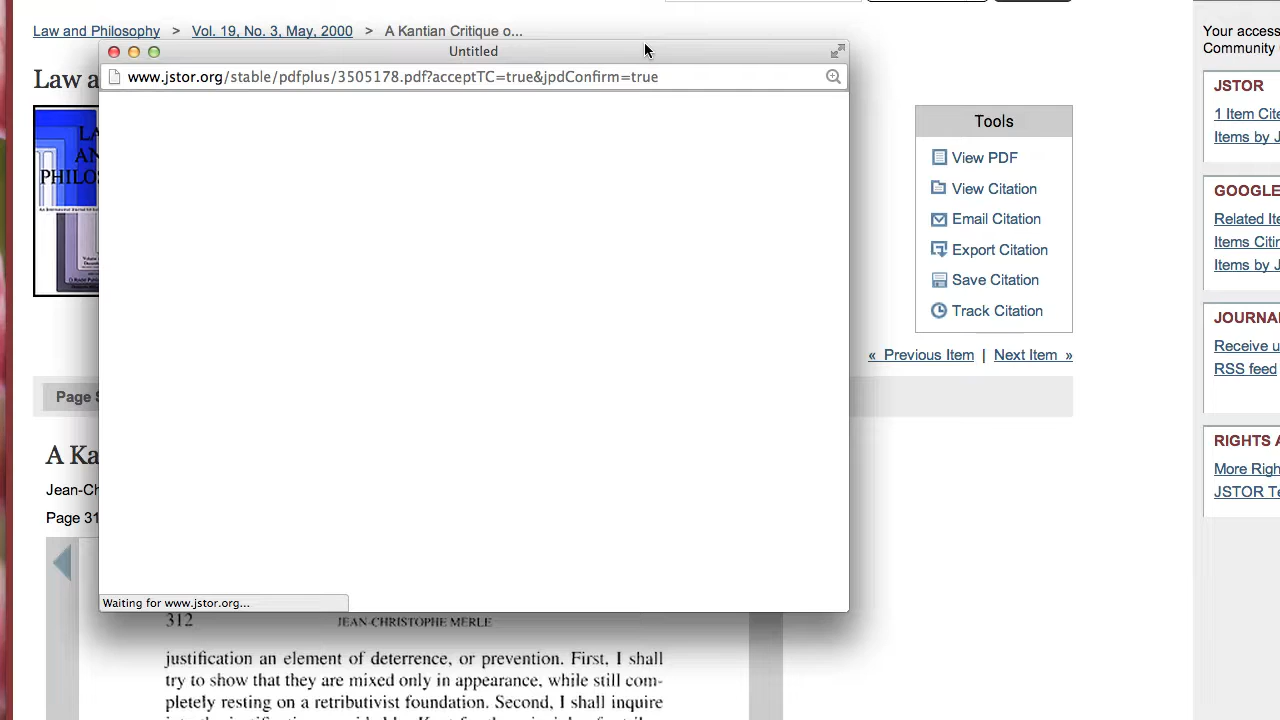 Law and Philosophy > Vol. 19, No. 3, May, 2000 > A Kantian Critique o...
Your access
Community
Untitled
Law a
www.jstor.org/stable/pdfplus/3505178.pdf?acceptTC=true&jpdConfirm=true
JSTOR
1 Item Cite
Items by J
LA
AN
PHILOS
Tools
View PDF
View Citation
Email Citation
Export Citation
Save Citation
Track Citation
GOOGLE
Related Ite
Items Citin
Items by J
JOURNA
Receive u
RSS feed
« Previous Item | Next Item »
Page S
RIGHTS A
More Righ
JSTOR Te
A Ka
Jean-Ch
Page 31
Waiting for www.jstor.org...
312 JEAN-CHRISTOPHE MERLE
justification an element of deterrence, or prevention. First, I shall
try to show that they are mixed only in appearance, while still com-
pletely resting on a retributivist foundation. Second, I shall inquire